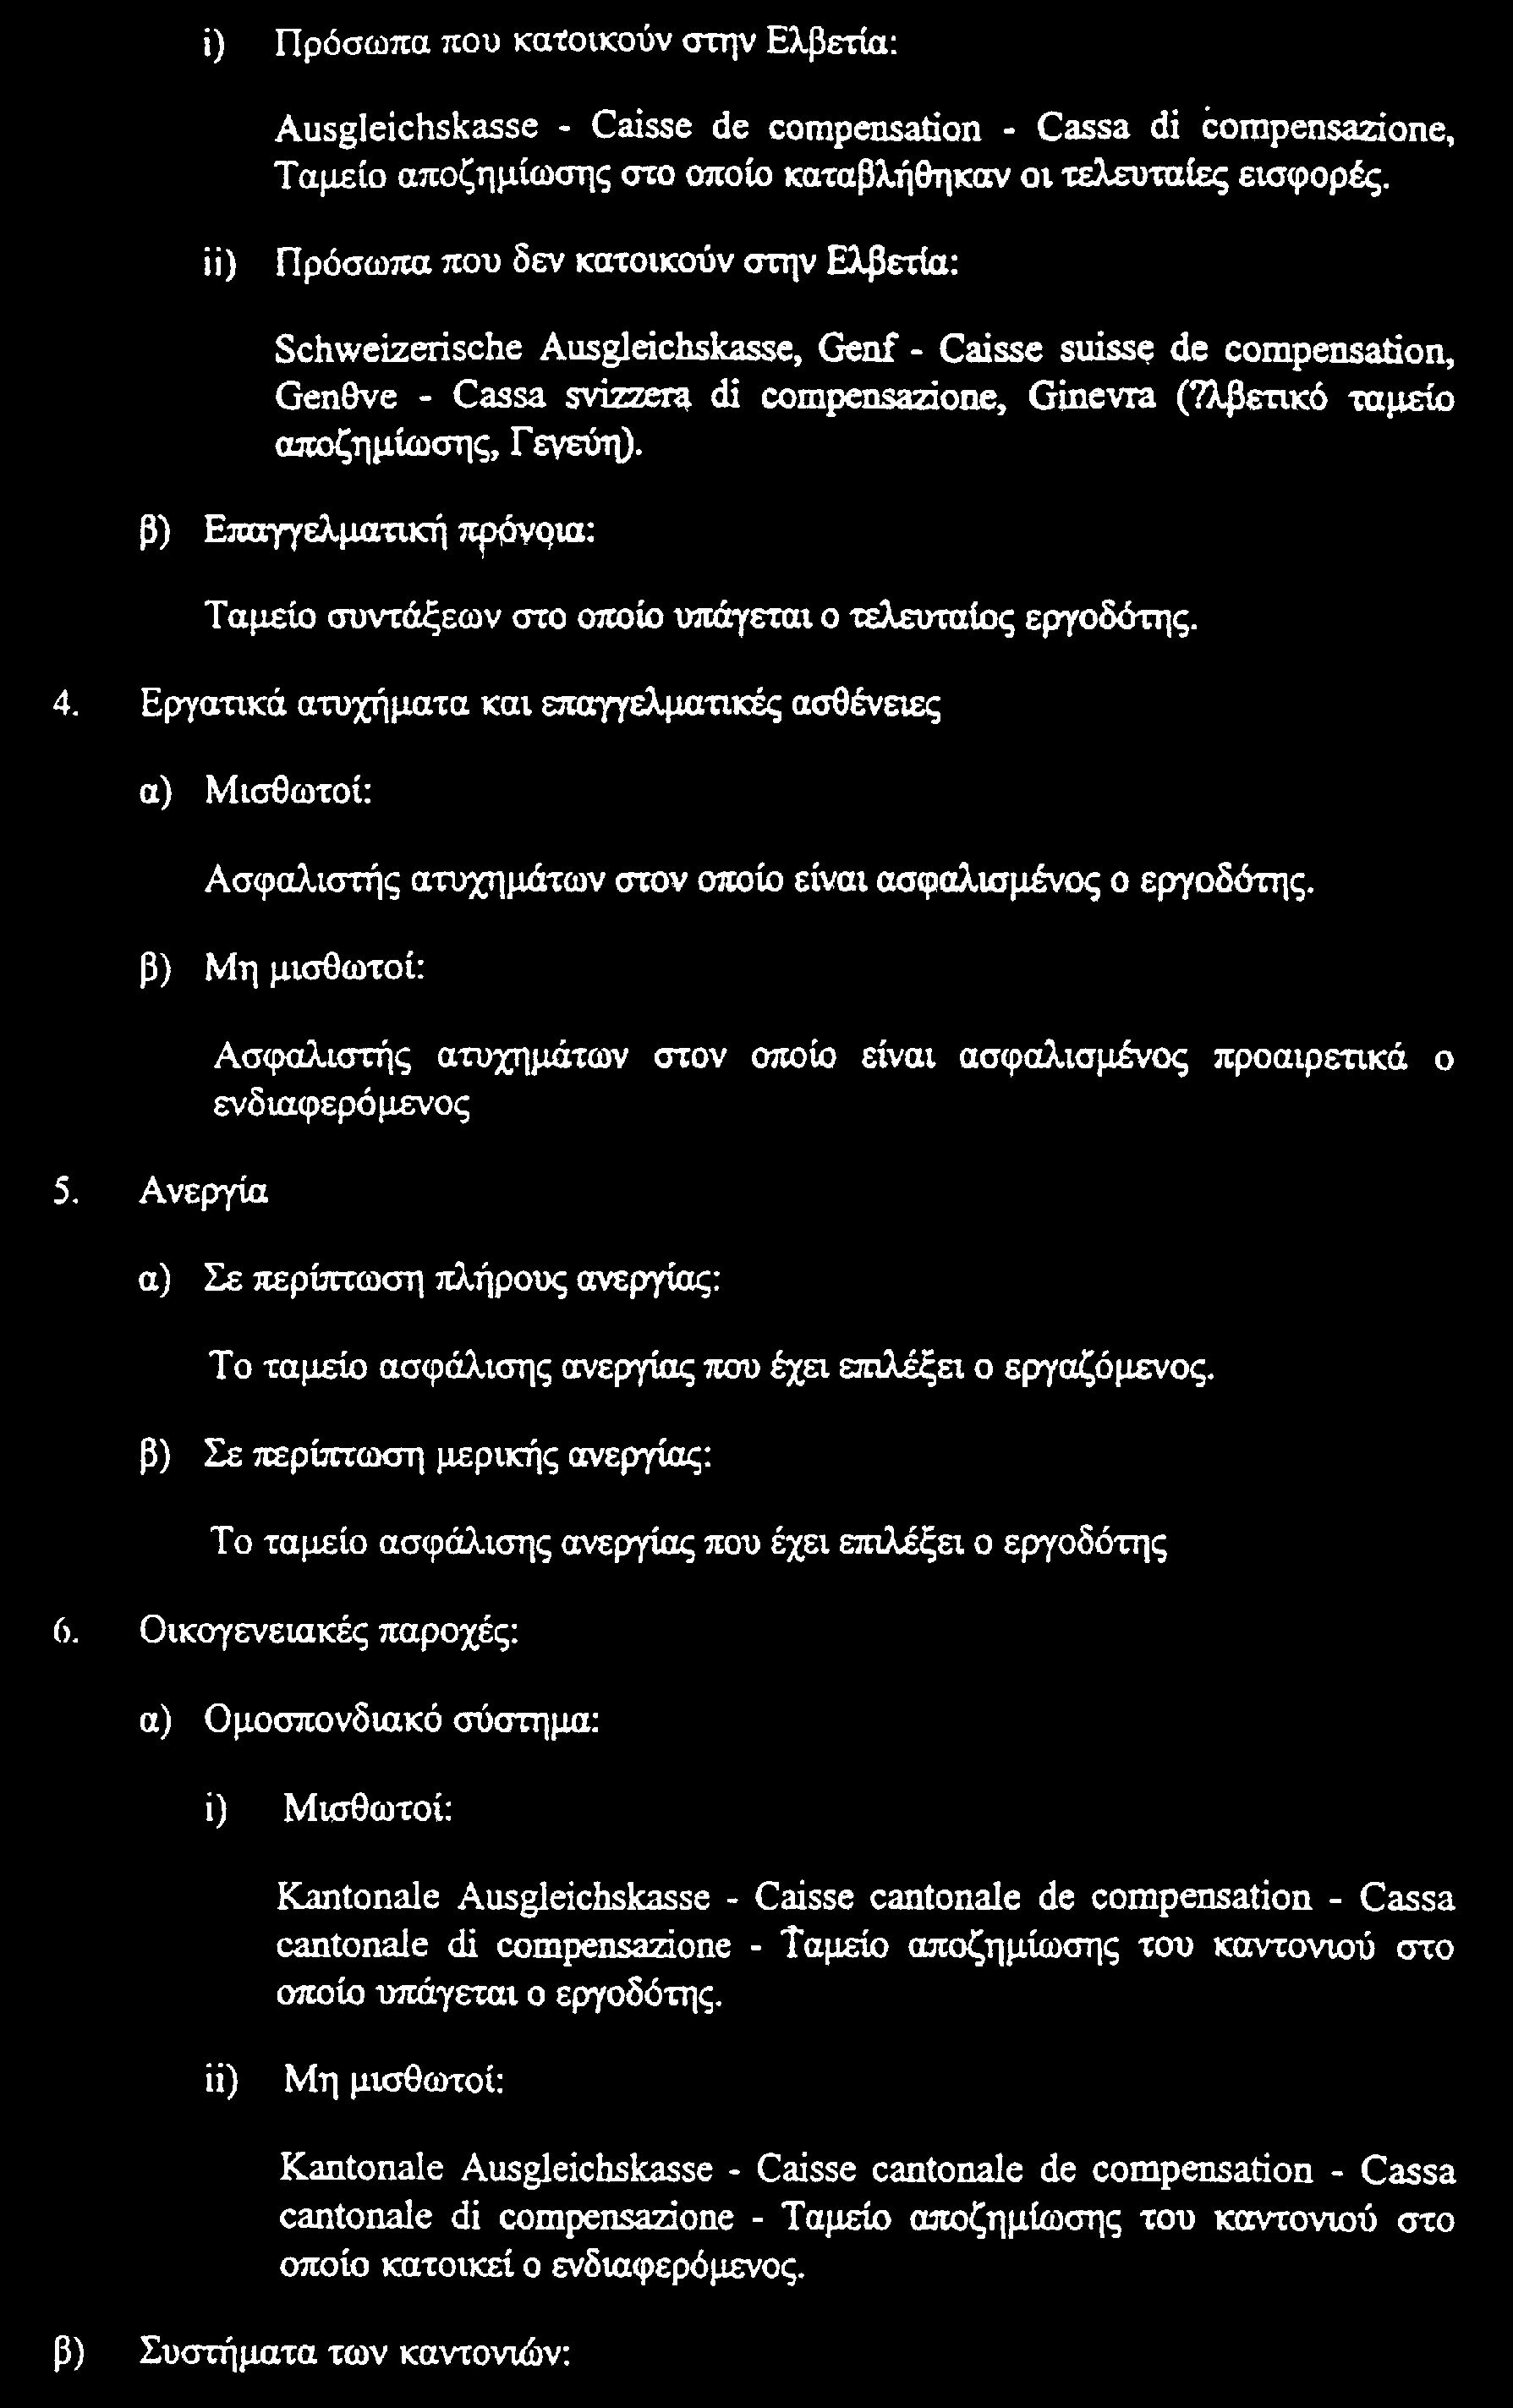 i) Πρόσωπα που κατοικούν στην Ελβετία:
Ausgleichskasse - Caisse de compensation - Cassa di compensazione,
Ταμείο αποζημίωσης στο οποίο καταβλήθηκαν οι τελευταίες εισφορές.
ii) Πρόσωπα που δεν κατοικούν στην Ελβετία:
Schweizerische Ausgleichskasse, Genf - Caisse suisse de compensation,
Genθve - Cassa svizzera di compensazione, Ginevra (?λβετικό ταμείο
αποζημίωσης, Γεγεύη).
β) Επαγγελματική πρόνοια:
Ταμείο συντάξεων στο οποίο υπάγεται ο τελευταίος εργοδότης.
4. Εργατικά ατυχήματα και επαγγελματικές ασθένειες
α) Μισθωτοί:
Ασφαλιστής ατυχημάτων στον οποίο είναι ασφαλισμένος ο εργοδότης.
β) Μη μισθωτοί:
Ασφαλιστής ατυχημάτων στον οποίο είναι ασφαλισμένος προαιρετικά ο
ενδιαφερόμενος
5. Ανεργία
α) Σε περίπτωση πλήρους ανεργίας:
Το ταμείο ασφάλισης ανεργίας που έχει επιλέξει ο εργαζόμενος.
β) Σε περίπτωση μερικής ανεργίας:
Το ταμείο ασφάλισης ανεργίας που έχει επιλέξει ο εργοδότης
6. Οικογενειακές παροχές:
α) Ομοσπονδιακό σύστημα:
i) Μισθωτοί:
Kantonale Ausgleichskasse - Caisse cantonale de compensation - Cassa
cantonale di compensazione - Ταμείο αποζημίωσης του καντονιού στο
οποίο υπάγεται ο εργοδότης.
ii) Μη μισθωτοί:
Kantonale Ausgleichskasse - Caisse cantonale de compensation - Cassa
cantonale di compensazione - Ταμείο αποζημίωσης του καντονιού στο
οποίο κατοικεί ο ενδιαφερόμενος.
β) Συστήματα των καντονιών: